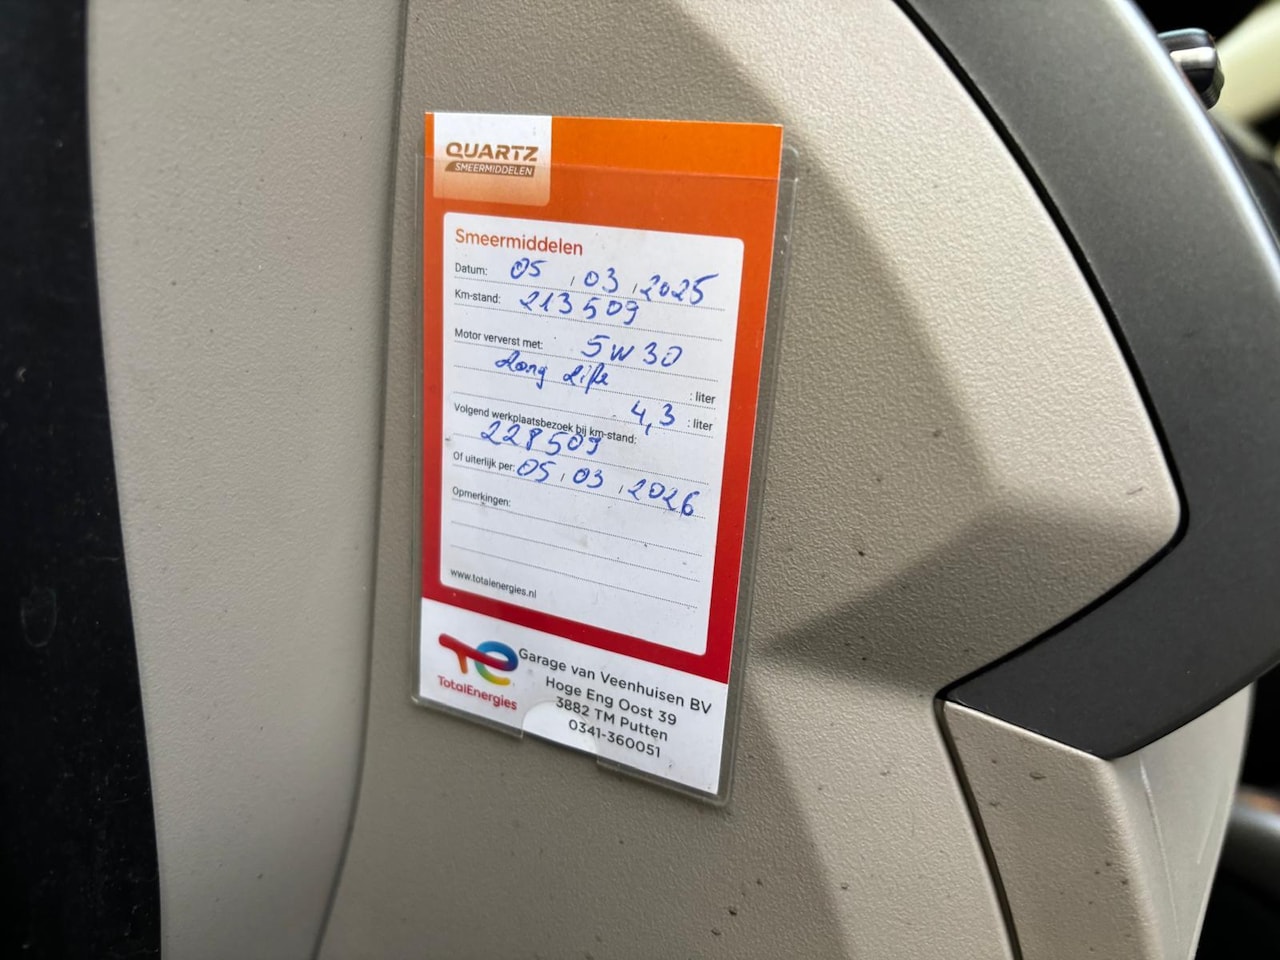 QUARTZ
SMEERMIDDELEN
Smeermiddelen
Datum: 05 / 03 / 2025
Km-stand: 213509
Motor ververst met: 5W30
Long Life : liter
4,3 : liter
Volgend werkplaatsbezoek bij km-stand:
228509
Of uiterlijk per: 05 / 03 / 2026
Opmerkingen:
www.totalenergies.nl
TotalEnergies
Garage van Veenhuisen BV
Hoge Eng Oost 39
3882 TM Putten
0341-360051